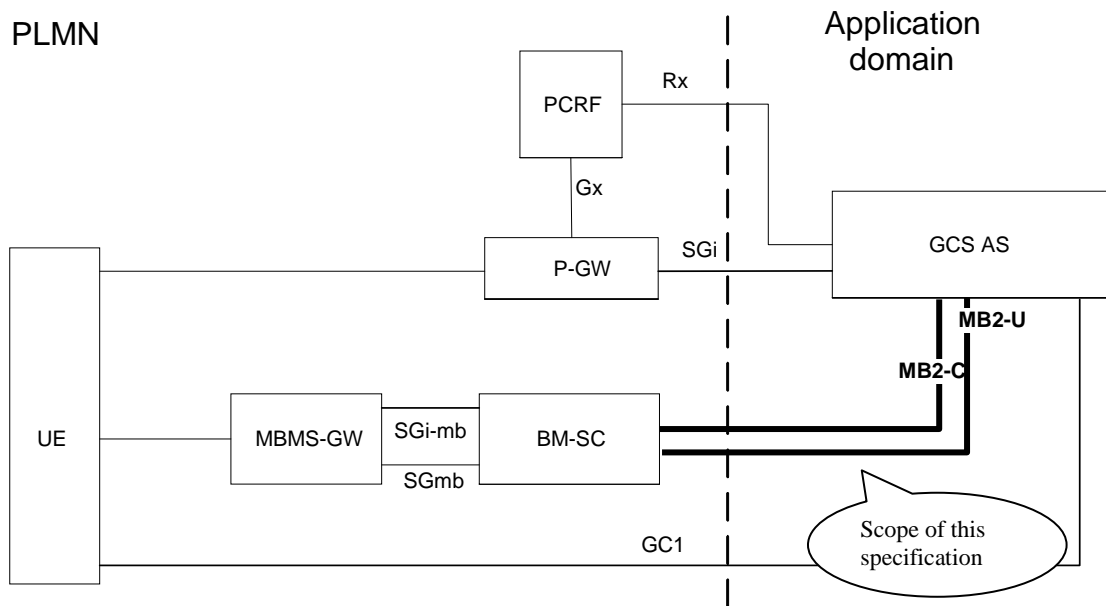 PLMN
Application
domain
Rx
PCRF
Gx
GCS AS
SGi
P-GW
MB2-U
MB2-C
UE
MBMS-GW
SGi-mb
BM-SC
SGmb
GC1
Scope of this
specification